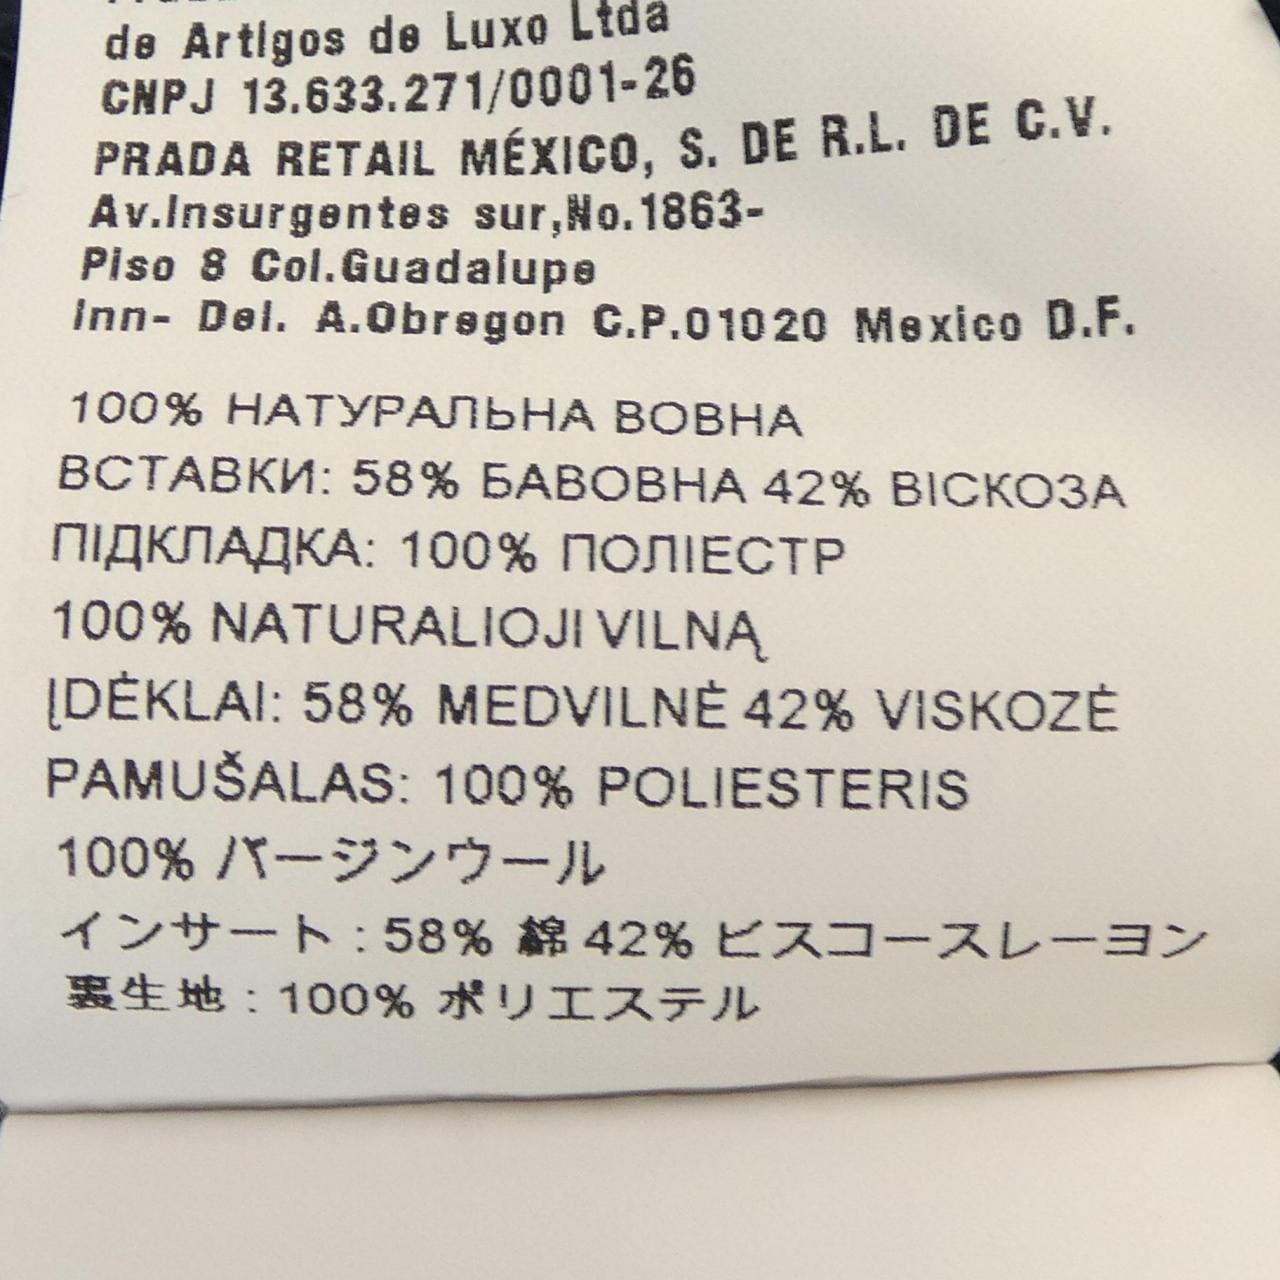 de Artigos de Luxo Ltda
CNPJ 13.633.271/0001-26
PRADA RETAIL MÉXICO, S. DE R.L. DE C.V.
Av.Insurgentes sur,No.1863-
Piso 8 Col.Guadalupe
Inn- Del. A.Obregon C.P.01020 Mexico D.F.
100% НАТУРАЛЬНА ВОВНА
ВСТАВКИ: 58% БАВОВНА 42% ВІСКОЗА
ПІДКЛАДКА: 100% ПОЛІЕСТР
100% NATURALIOJI VILNĄ
ĮDĖKLAI: 58% MEDVILNĖ 42% VISKOZĖ
PAMUŠALAS: 100% POLIESTERIS
100% バージンウール
インサート : 58% 綿 42% ビスコースレーヨン
裏生地 : 100% ポリエステル